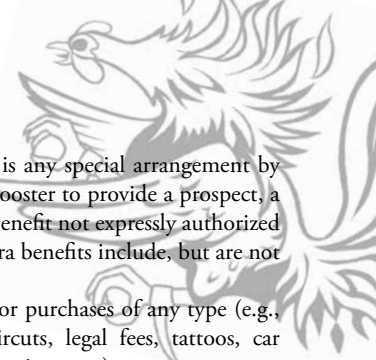 is any special arrangement by
ooster to provide a prospect, a
enefit not expressly authorized
ra benefits include, but are not
or purchases of any type (e.g.,
ircuts, legal fees, tattoos, car